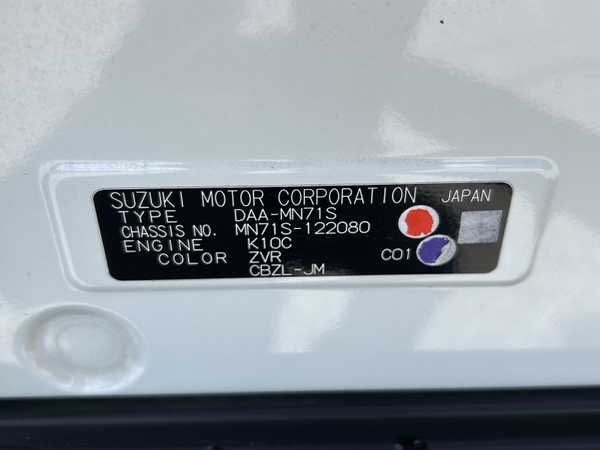 SUZUKI MOTOR CORPORATION JAPAN
TYPE DAA-MN71S
CHASSIS NO. MN71S-122080
ENGINE K10C
COLOR ZVR C01
CBZL-JM